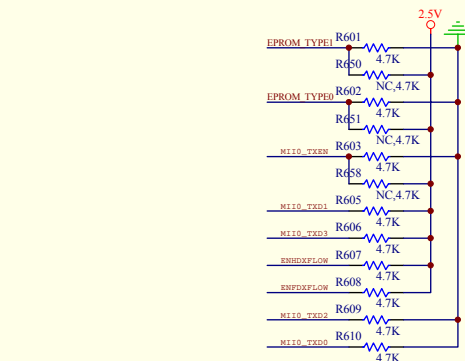 2.5V
EPROM_TYPE1 R601
4.7K
R650
NC,4.7K
EPROM_TYPE0 R602
4.7K
R651
NC,4.7K
MII0_TXEN R603
4.7K
R658
NC,4.7K
MII0_TXD1 R605
4.7K
MII0_TXD3 R606
4.7K
ENHDXFLOW R607
4.7K
ENFDXFLOW R608
4.7K
MII0_TXD2 R609
4.7K
MII0_TXD0 R610
4.7K